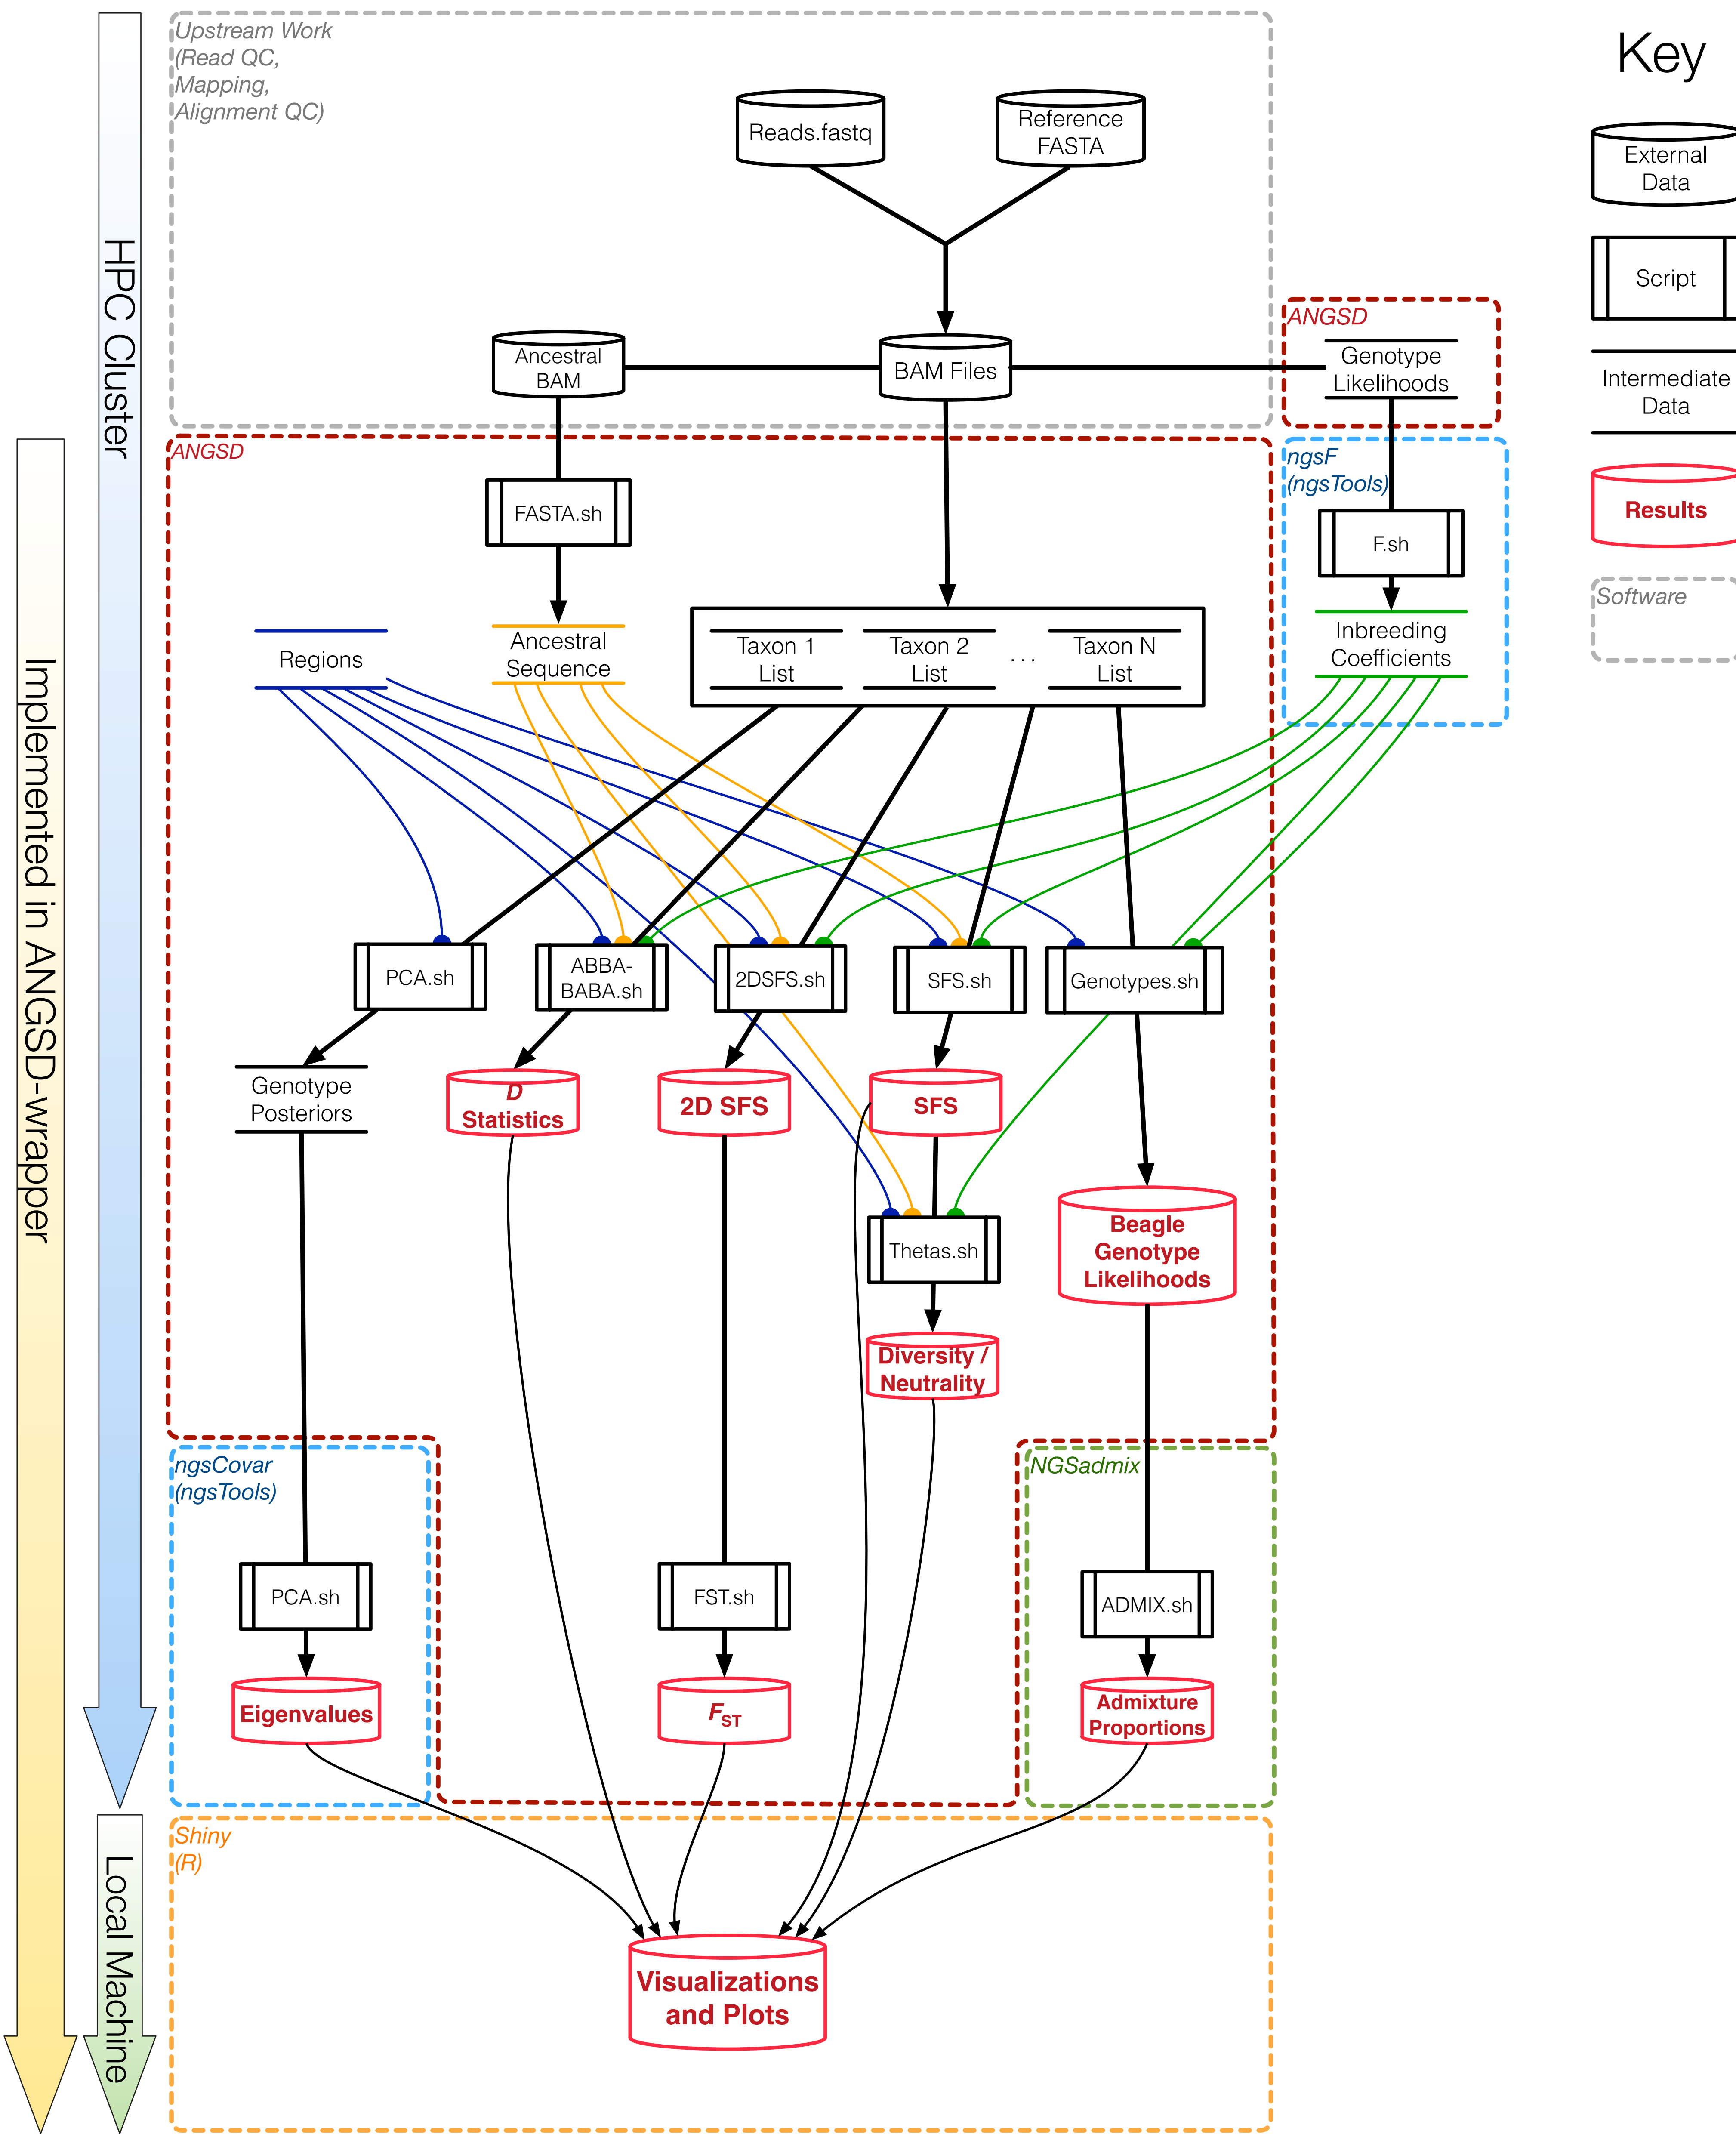 Upstream Work
(Read QC,
Mapping,
Alignment QC)
Key
Reads.fastq
Reference
FASTA
External
Data
Script
HPC Cluster
ANGSD
Ancestral
BAM
BAM Files
Genotype
Likelihoods
Intermediate
Data
ANGSD
ngsF
(ngsTools)
Results
FASTA.sh
F.sh
Software
Regions
Ancestral
Sequence
Taxon 1
List
Taxon 2
List
...
Taxon N
List
Inbreeding
Coefficients
Implemented in ANGSD-wrapper
PCA.sh
ABBA-
BABA.sh
2DSFS.sh
SFS.sh
Genotypes.sh
Genotype
Posteriors
D
Statistics
2D SFS
SFS
Beagle
Genotype
Likelihoods
Thetas.sh
Diversity /
Neutrality
ngsCovar
(ngsTools)
NGSadmix
PCA.sh
FST.sh
ADMIX.sh
Eigenvalues
FST
Admixture
Proportions
Shiny
(R)
Local Machine
Visualizations
and Plots